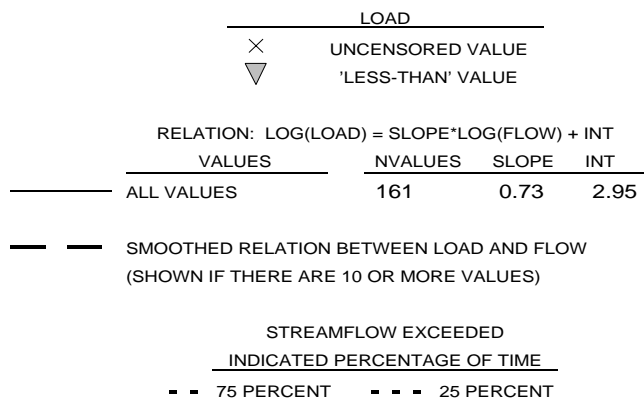 LOAD
UNCENSORED VALUE
'LESS-THAN' VALUE
RELATION: LOG(LOAD) = SLOPE*LOG(FLOW) + INT
VALUES NVALUES SLOPE INT
ALL VALUES 161 0.73 2.95
SMOOTHED RELATION BETWEEN LOAD AND FLOW
(SHOWN IF THERE ARE 10 OR MORE VALUES)
STREAMFLOW EXCEEDED
INDICATED PERCENTAGE OF TIME
75 PERCENT 25 PERCENT